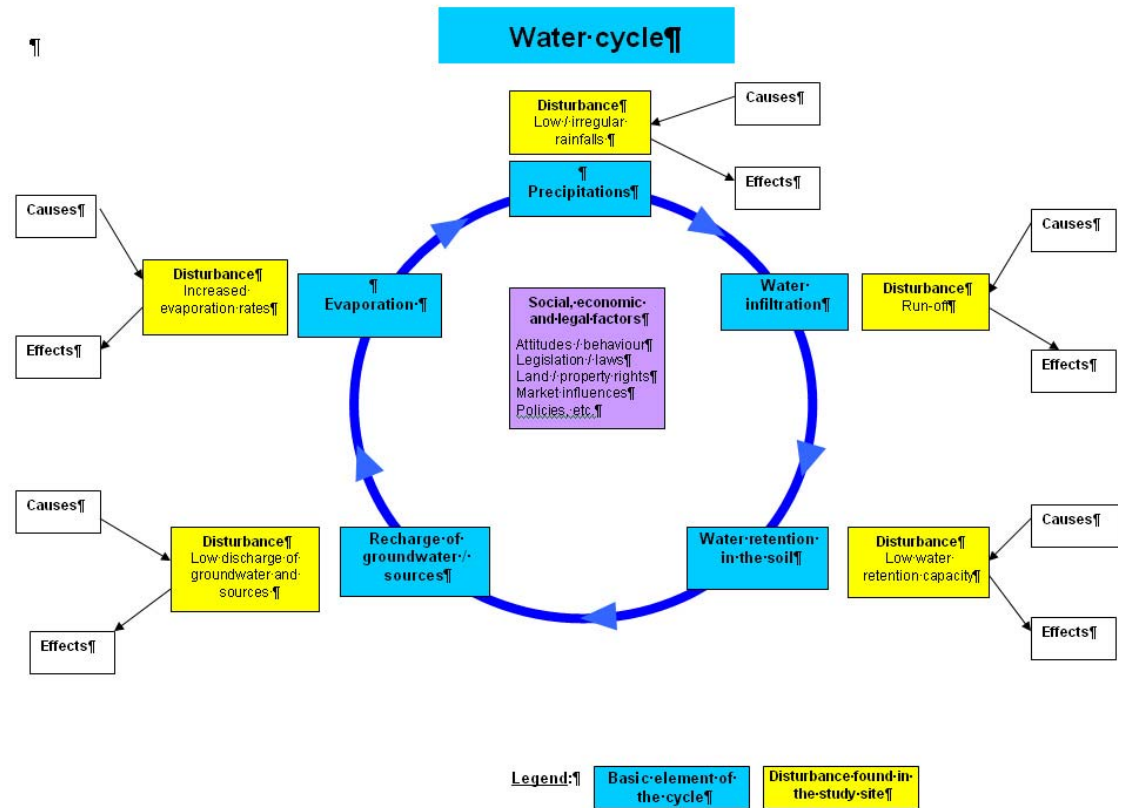 ¶
Water·cycle¶
Disturbance¶
Low·/·irregular·
rainfalls·¶
Causes¶
Effects¶
¶
Precipitations¶
Causes¶
Disturbance¶
Increased·
evaporation·rates¶
Effects¶
¶
Evaporation·¶
Social,·economic·
and·legal·factors¶
Attitudes·/·behaviour¶
Legislation·/·laws¶
Land·/·property·rights¶
Market·influences¶
Policies,·etc.¶
Water·
infiltration¶
Causes¶
Disturbance¶
Run-off¶
Effects¶
Causes¶
Disturbance¶
Low·discharge·of·
groundwater·and·
sources·¶
Effects¶
Recharge·of·
groundwater·/·
sources¶
Water·retention·
in·the·soil¶
Causes¶
Disturbance¶
Low·water·
retention·capacity¶
Effects¶
Legend:¶
Basic·element·of·
the·cycle¶
Disturbance·found·in·
the·study·site¶